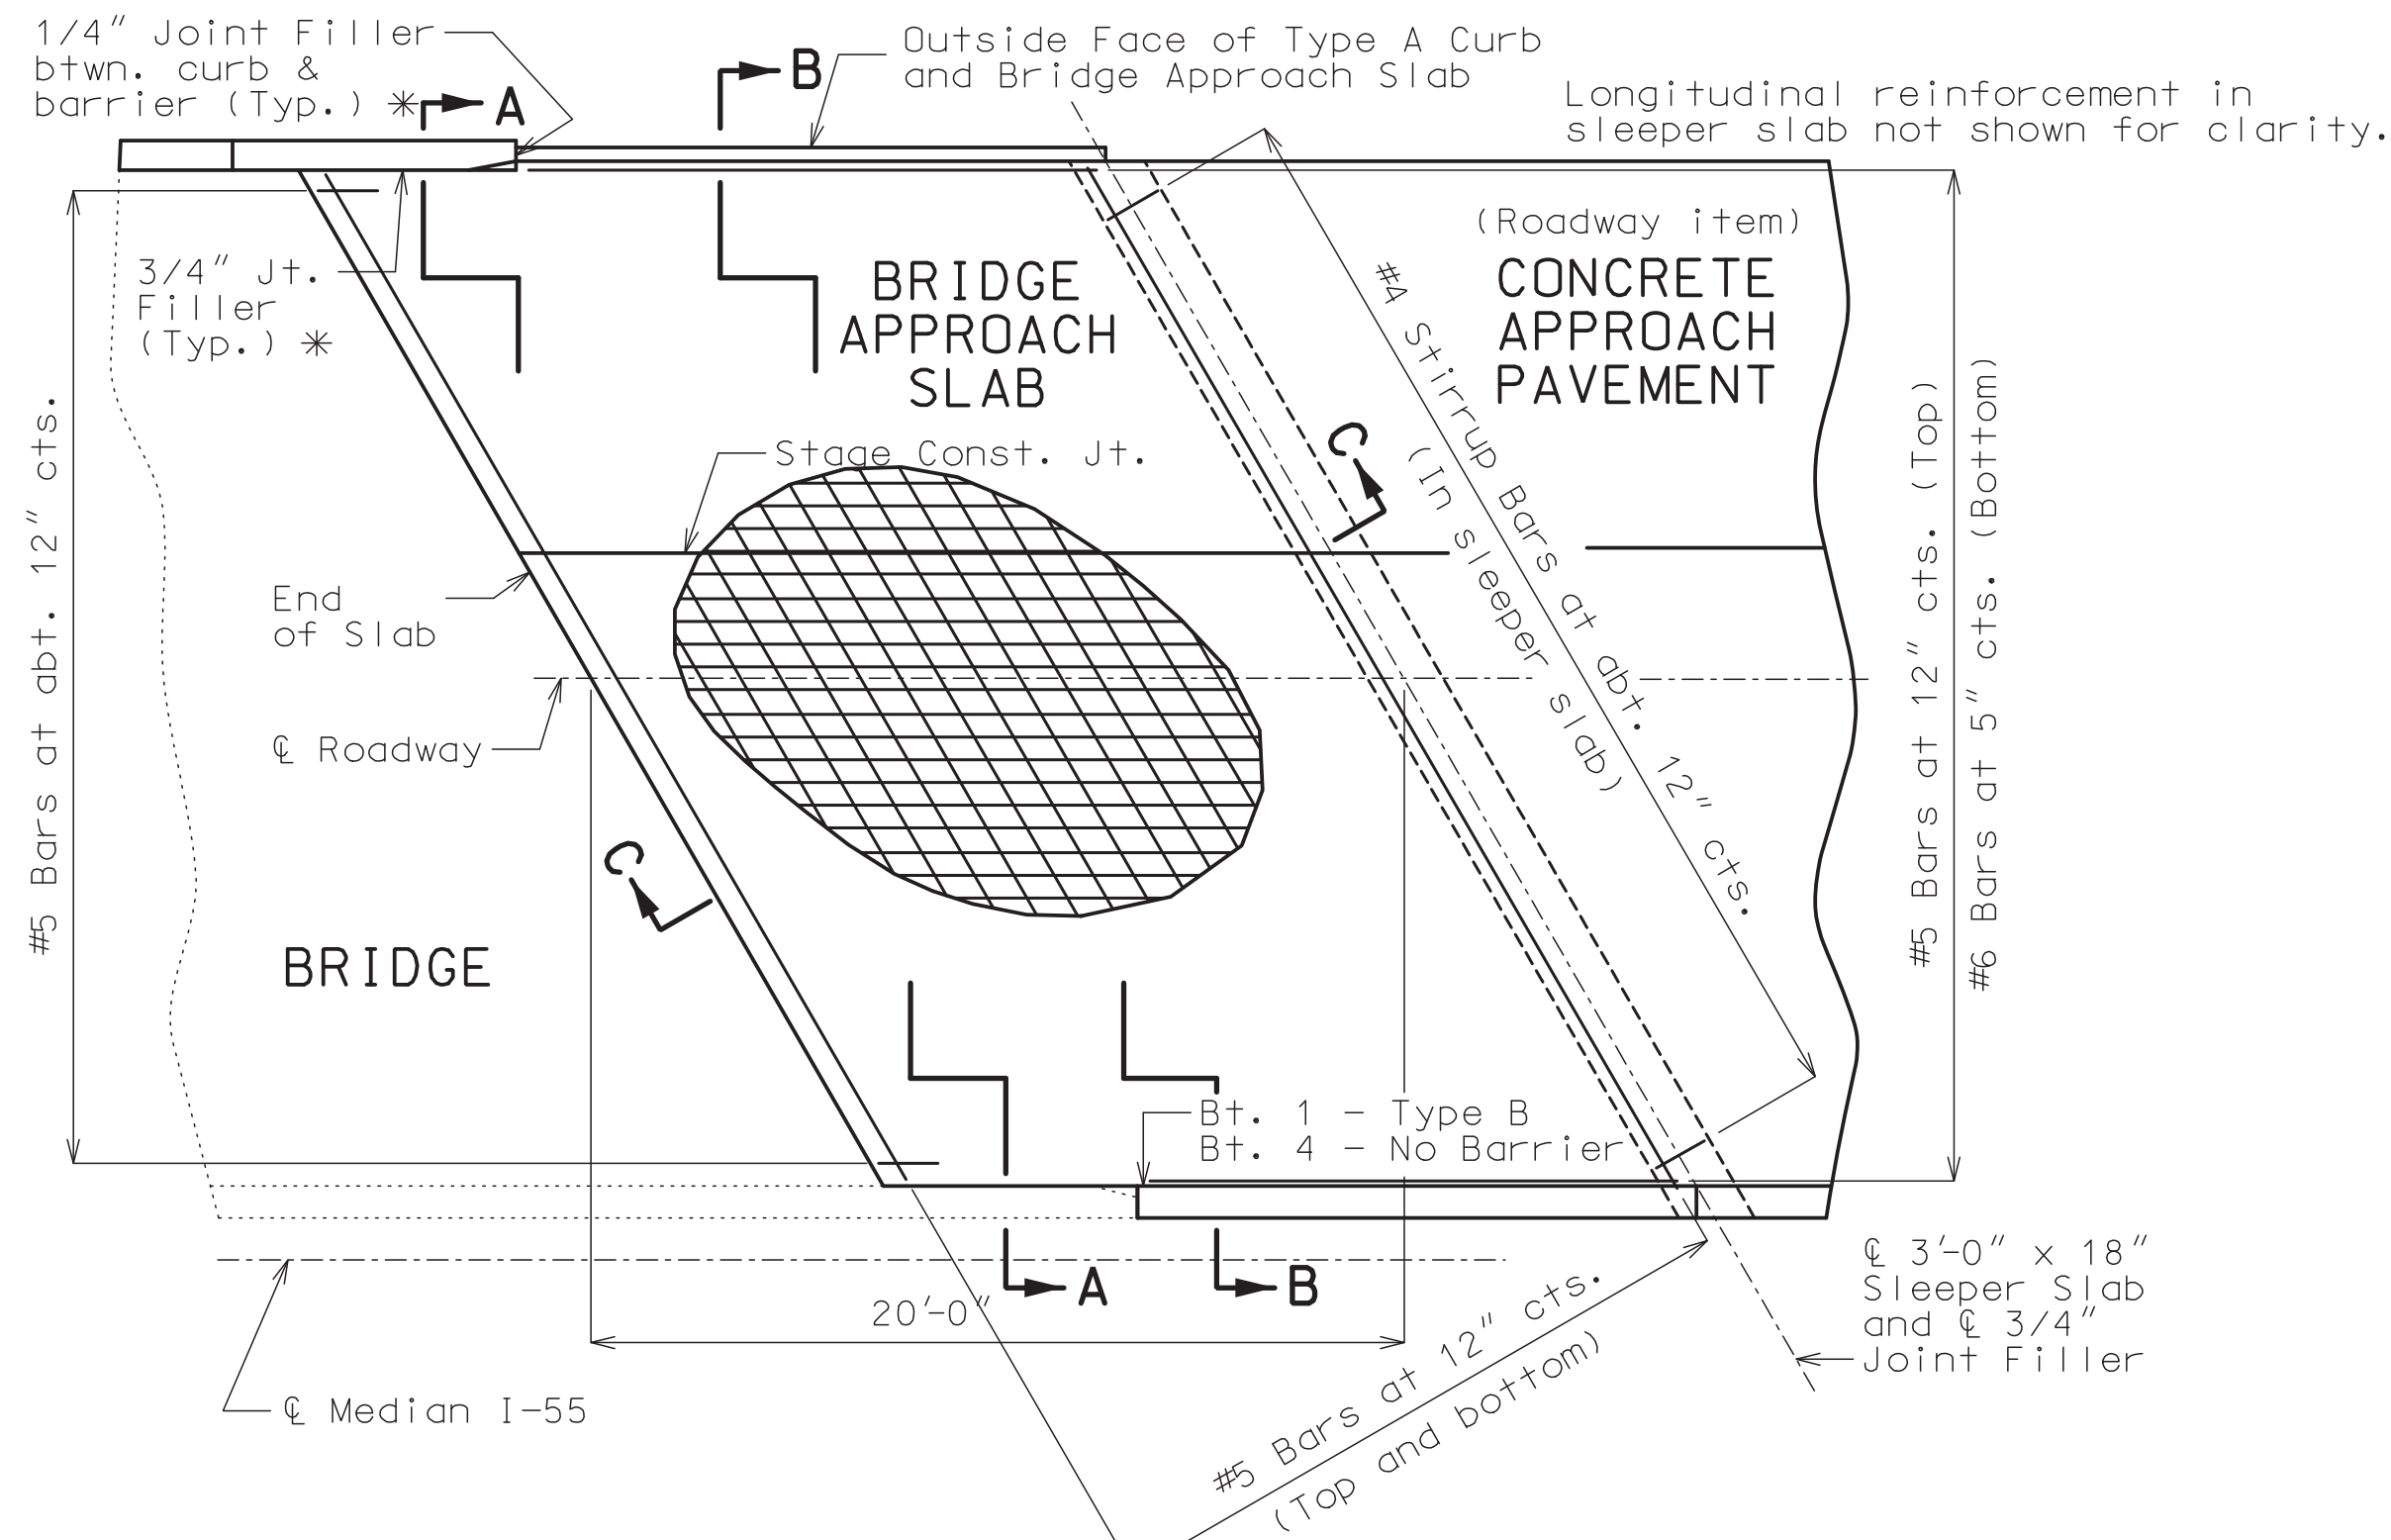 1/4" Joint Filler
btwn. curb &
barrier (Typ.) *
A
B
Outside Face of Type A Curb
and Bridge Approach Slab
Longitudinal reinforcement in
sleeper slab not shown for clarity.
3/4" Jt.
Filler
(Typ.) *
BRIDGE
APPROACH
SLAB
(Roadway item)
CONCRETE
APPROACH
PAVEMENT
#4 Stirrup Bars at abt. 12" cts.
(In sleeper slab)
C
Stage Const. Jt.
#5 Bars at abt. 12" cts.
End
of Slab
℄ Roadway
#5 Bars at 12" cts. (Top)
#6 Bars at 5" cts. (Bottom)
C
BRIDGE
Bt. 1 - Type B
Bt. 4 - No Barrier
A
B
20'-0"
℄ 3'-0" x 18"
Sleeper Slab
and ℄ 3/4"
Joint Filler
℄ Median I-55
#5 Bars at 12" cts.
(Top and bottom)